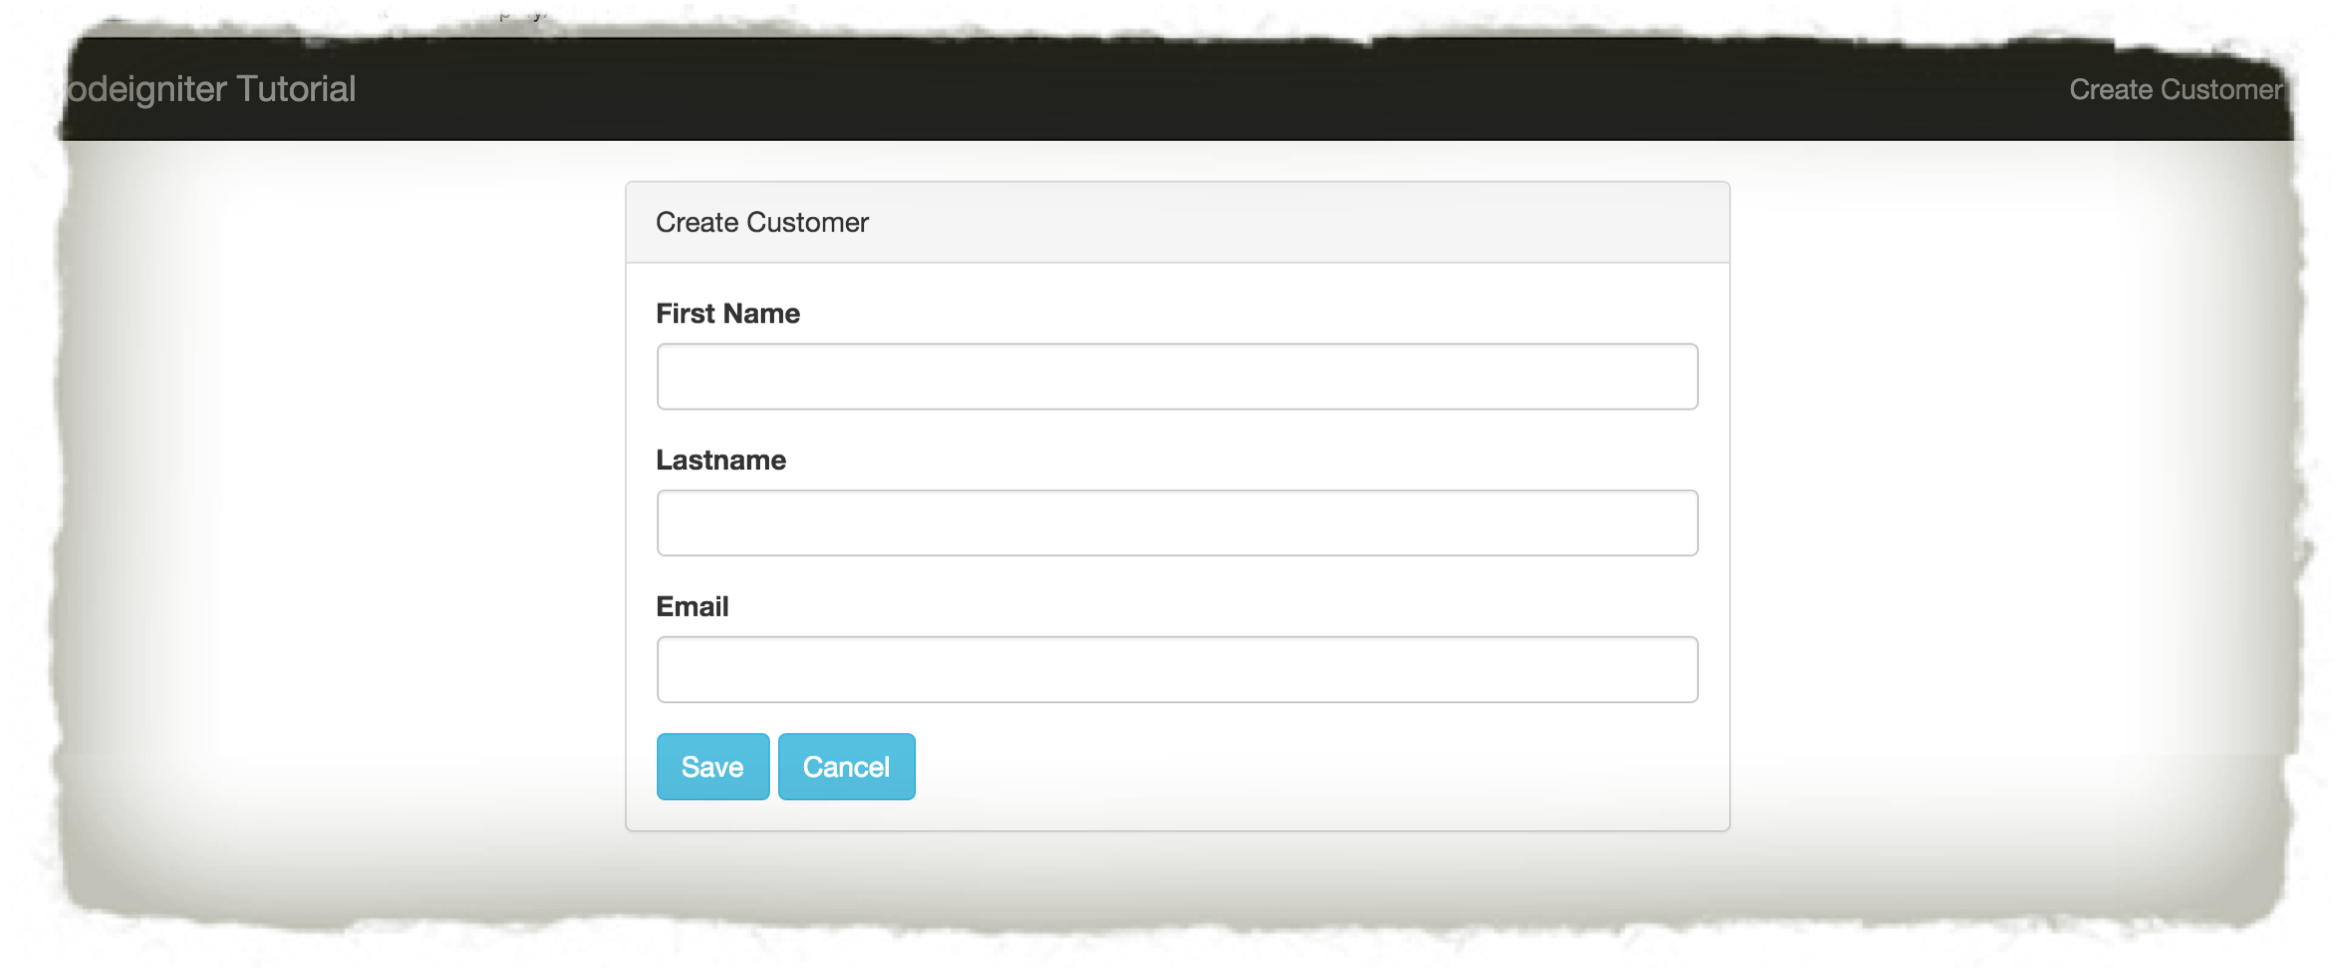 odeigniter Tutorial Create Customer
Create Customer
First Name
Lastname
Email
Save Cancel